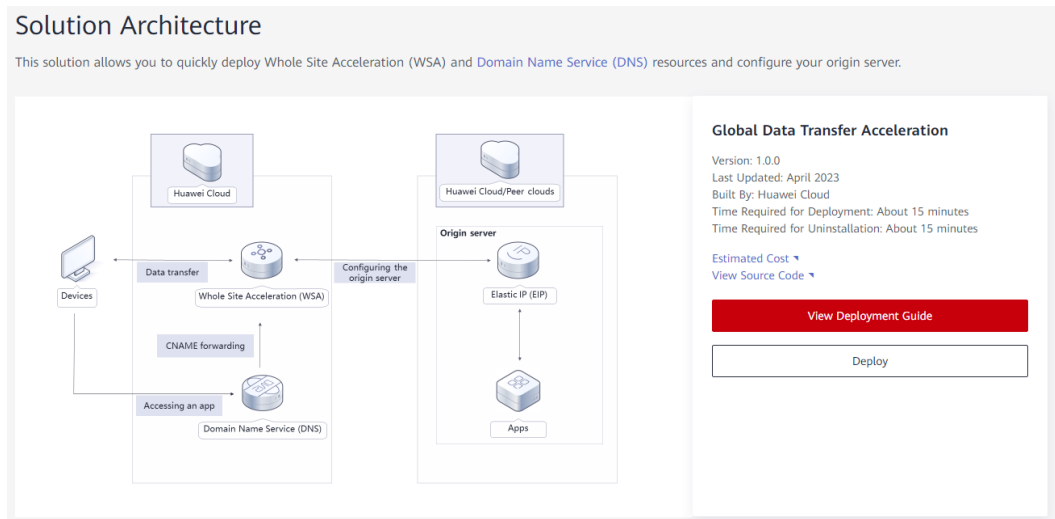 Solution Architecture
This solution allows you to quickly deploy Whole Site Acceleration (WSA) and Domain Name Service (DNS) resources and configure your origin server.
Huawei Cloud
Huawei Cloud/Peer clouds
Origin server
Devices
Data transfer
Whole Site Acceleration (WSA)
Configuring the
origin server
Elastic IP (EIP)
CNAME forwarding
Accessing an app
Domain Name Service (DNS)
Apps
Global Data Transfer Acceleration
Version: 1.0.0
Last Updated: April 2023
Built By: Huawei Cloud
Time Required for Deployment: About 15 minutes
Time Required for Uninstallation: About 15 minutes
Estimated Cost
View Source Code
View Deployment Guide
Deploy